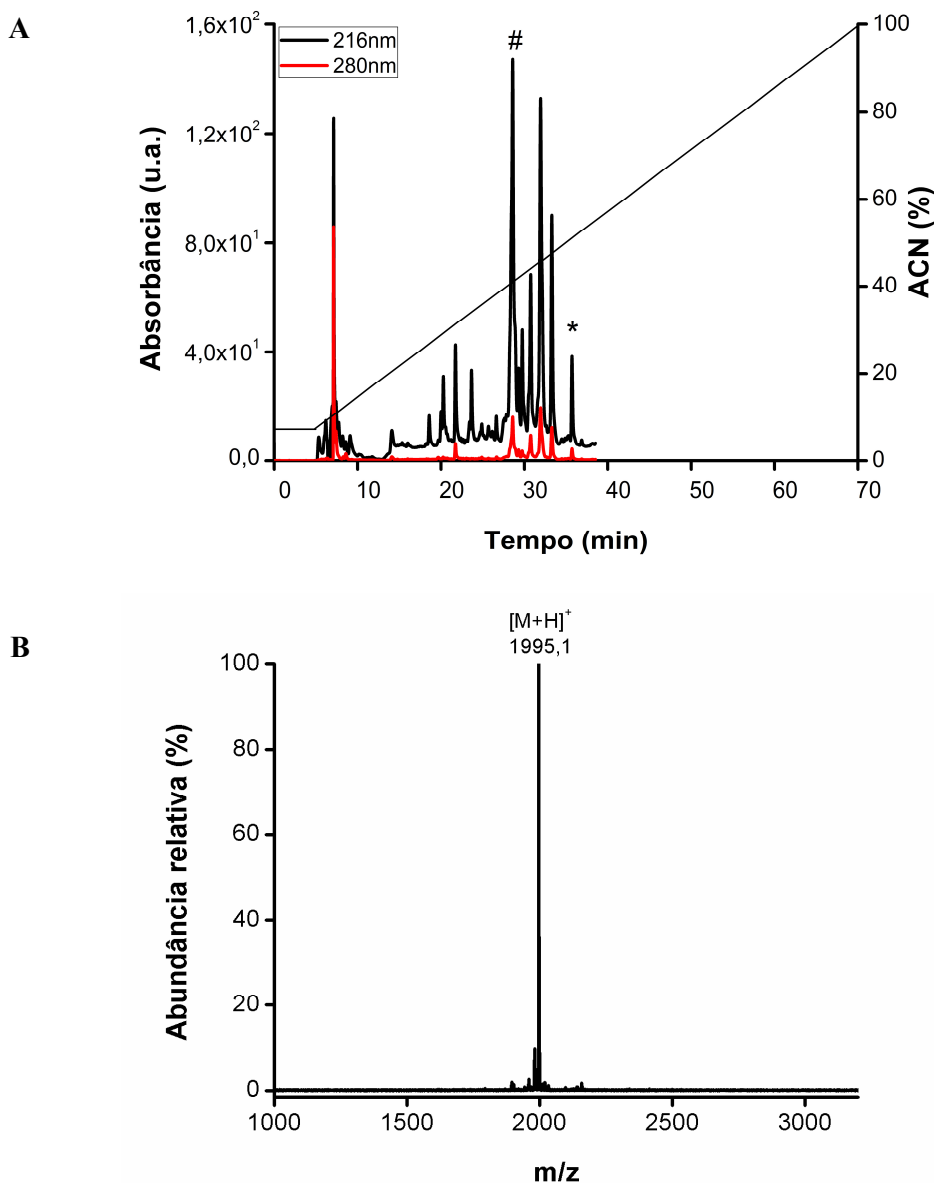 A
1,6x10²
1,2x10²
8,0x10¹
4,0x10¹
0,0
Absorbância (u.a.)
216nm
280nm
#
*
100
80
60
40
20
0
ACN (%)
0 10 20 30 40 50 60 70
Tempo (min)
B
[M+H]⁺
1995,1
100
80
60
40
20
0
Abundância relativa (%)
1000 1500 2000 2500 3000
m/z